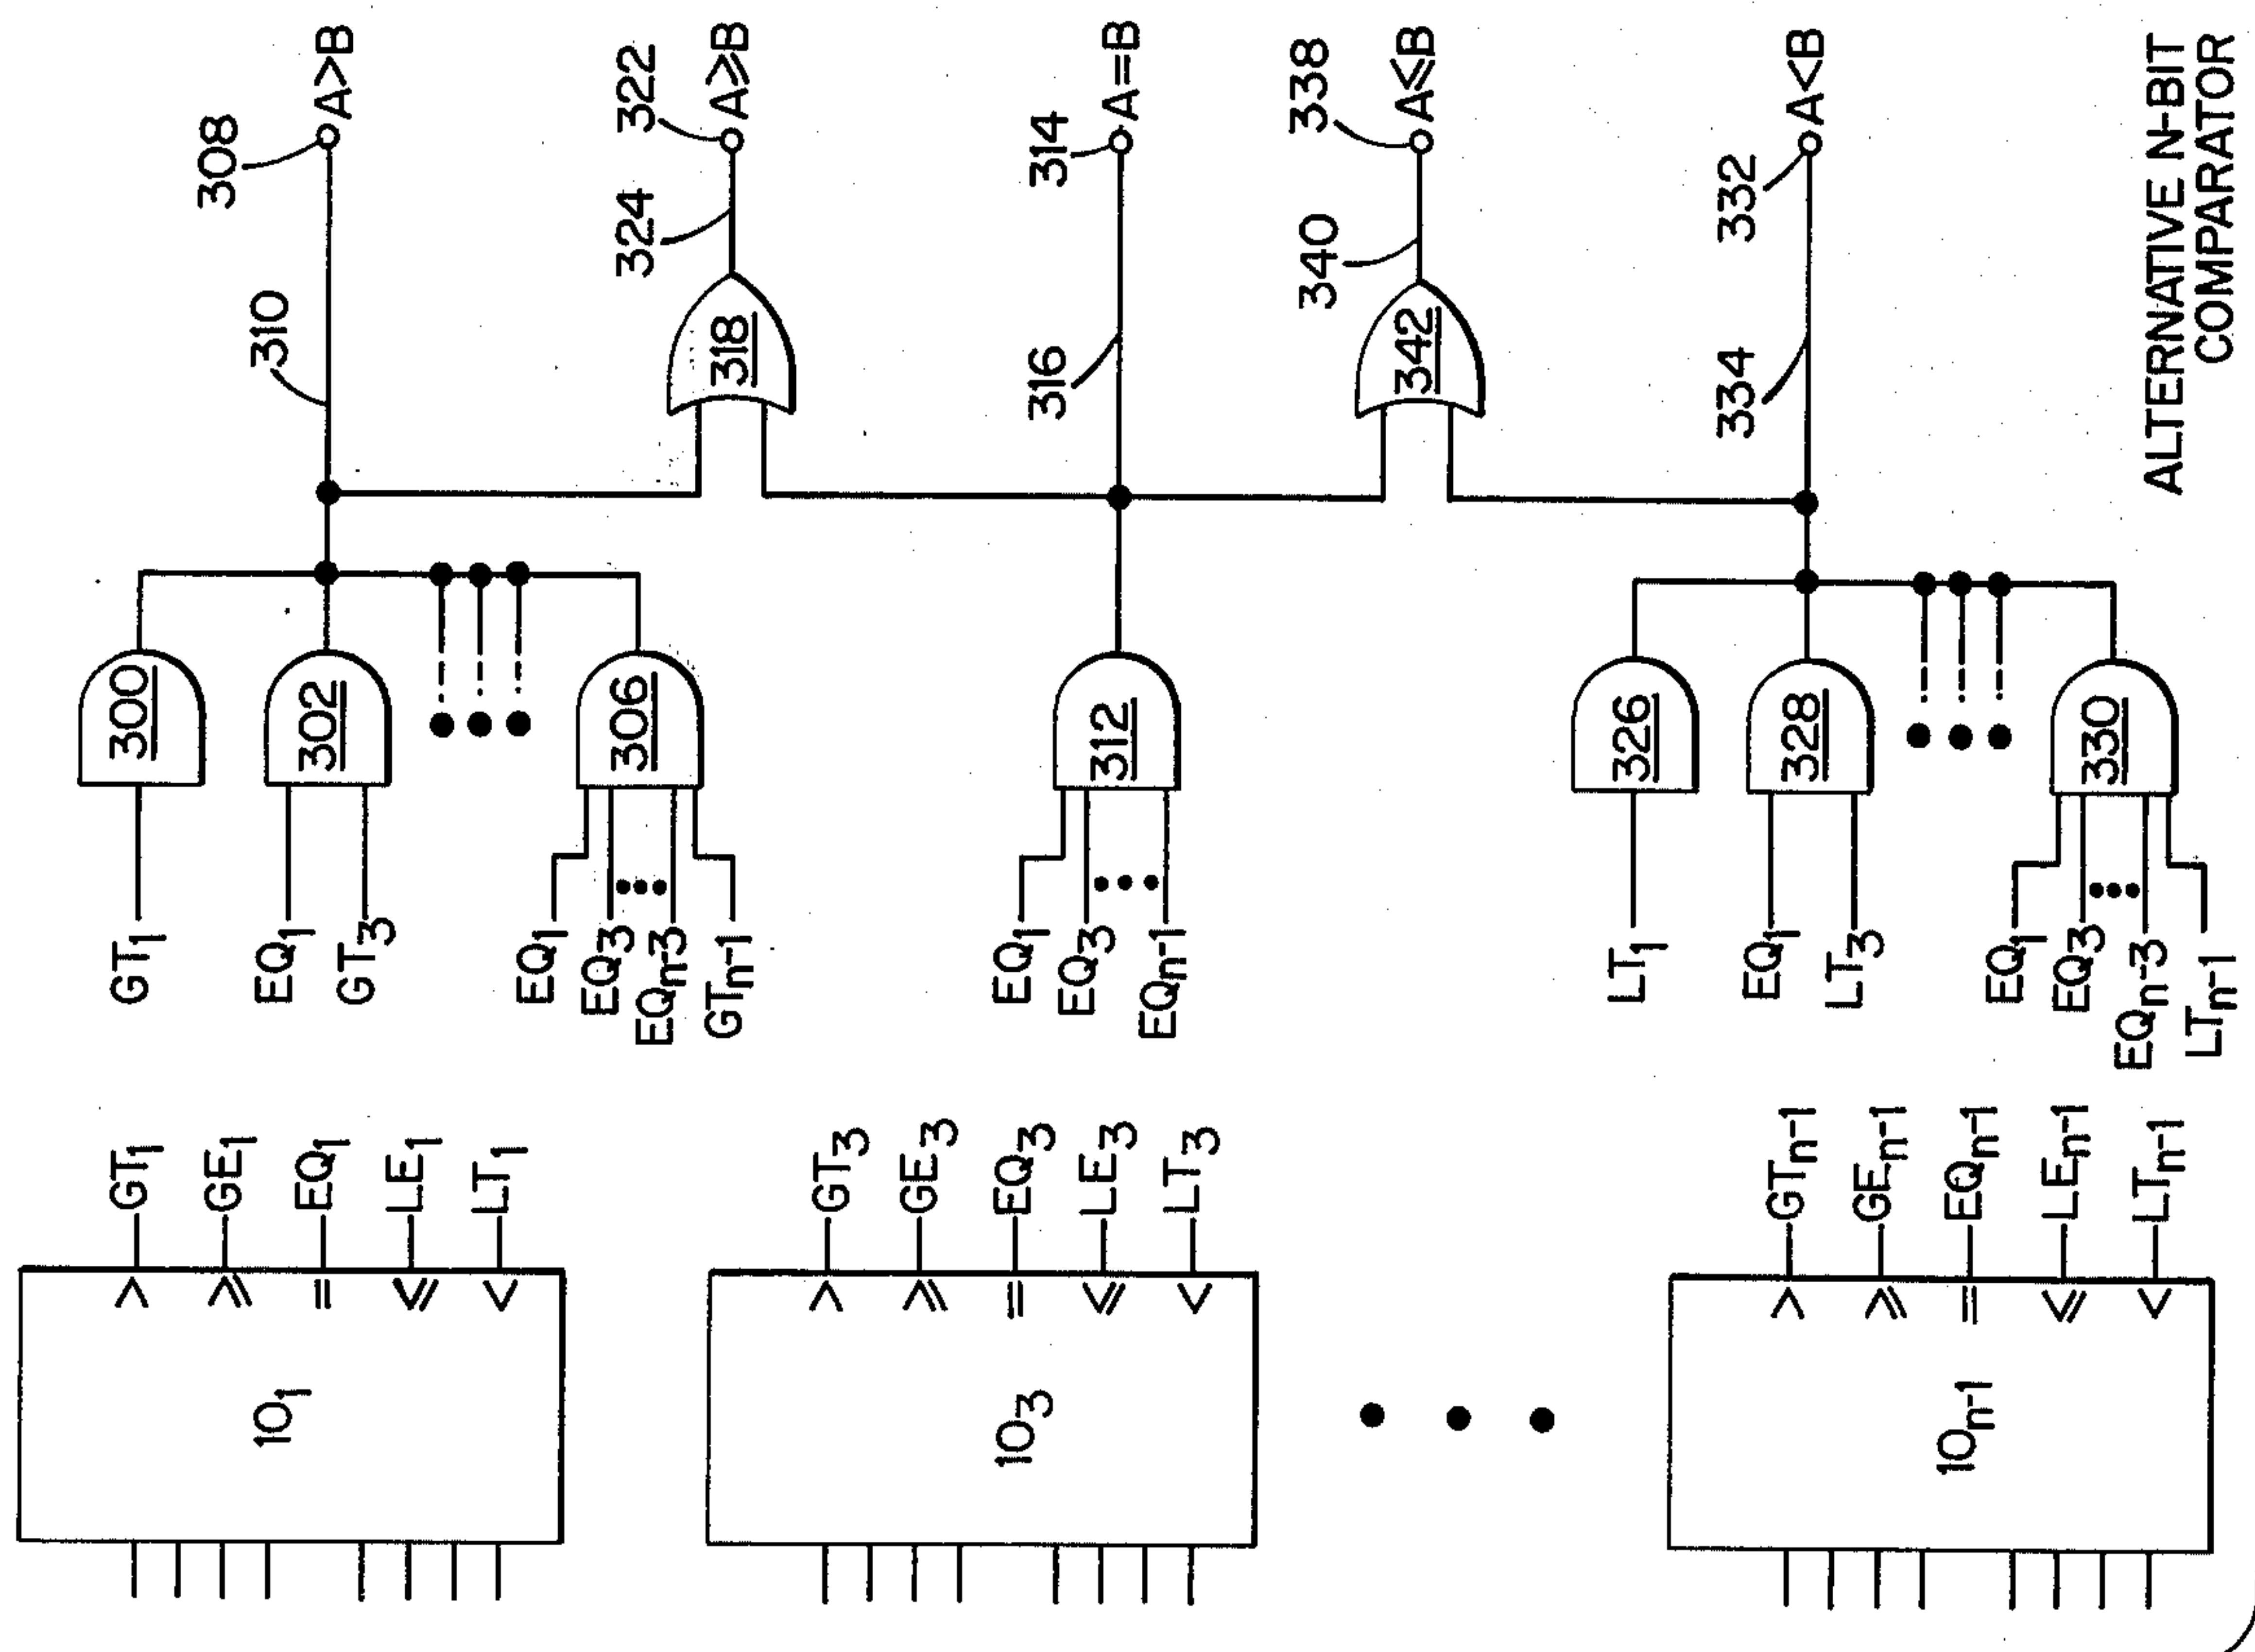 10₁
>
GT₁
≥
GE₁
=
EQ₁
≤
LE₁
<
LT₁
10₃
>
GT₃
≥
GE₃
=
EQ₃
≤
LE₃
<
LT₃
10ₙ₋₁
>
GTₙ₋₁
≥
GEₙ₋₁
=
EQₙ₋₁
≤
LEₙ₋₁
<
LTₙ₋₁
GT₁
300
EQ₁
GT₃
302
EQ₁
EQ₃
EQₙ₋₃
GTₙ₋₁
306
310
308
A>B
318
324
322
A≥B
EQ₁
EQ₃
EQₙ₋₁
312
316
314
A=B
342
340
338
A≤B
LT₁
326
EQ₁
LT₃
328
EQ₁
EQ₃
EQₙ₋₃
LTₙ₋₁
330
334
332
A<B
ALTERNATIVE N-BIT
COMPARATOR